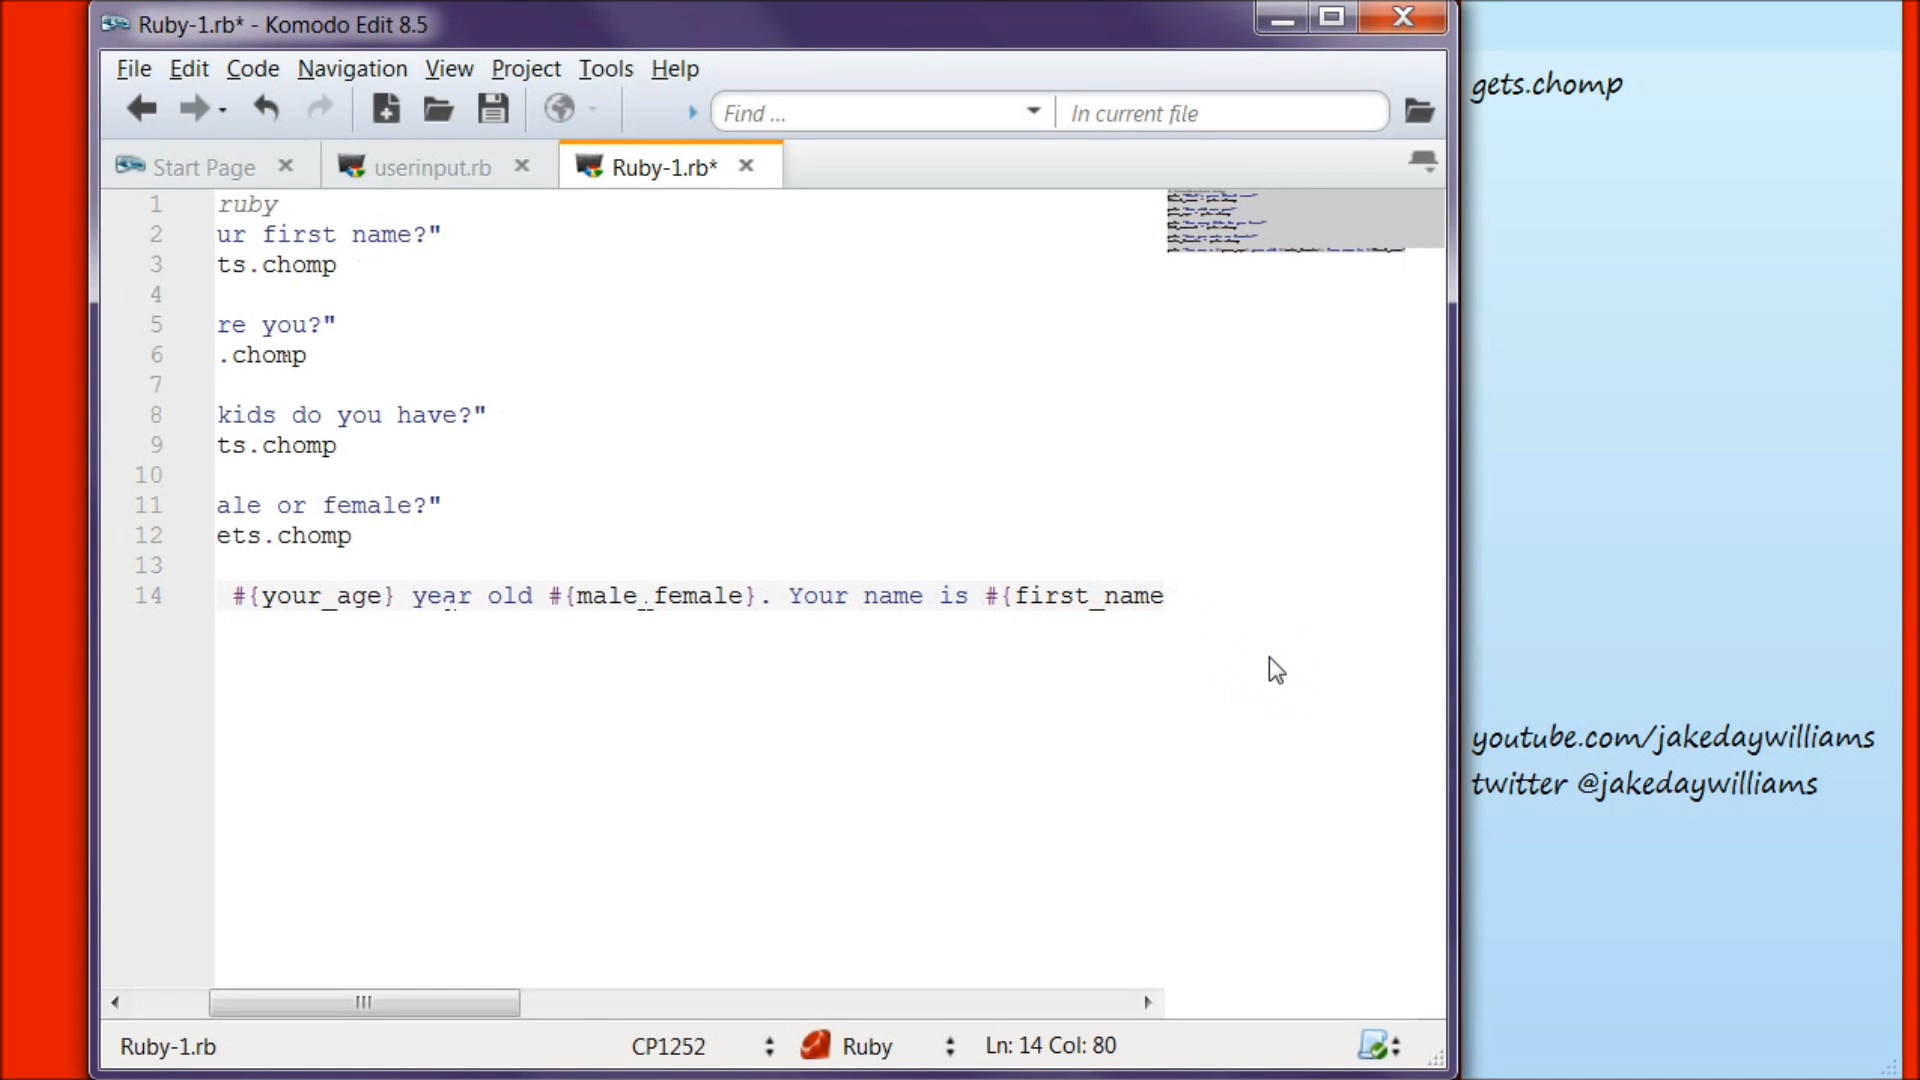 Ruby-1.rb* - Komodo Edit 8.5
File Edit Code Navigation View Project Tools Help
Find ... In current file
Start Page userinput.rb Ruby-1.rb*
1 ruby
2 ur first name?"
3 ts.chomp
4
5 re you?"
6 .chomp
7
8 kids do you have?"
9 ts.chomp
10
11 ale or female?"
12 ets.chomp
13
14 #{your_age} year old #{male_female}. Your name is #{first_name
Ruby-1.rb CP1252 Ruby Ln: 14 Col: 80
gets.chomp
youtube.com/jakedaywilliams
twitter @jakedaywilliams